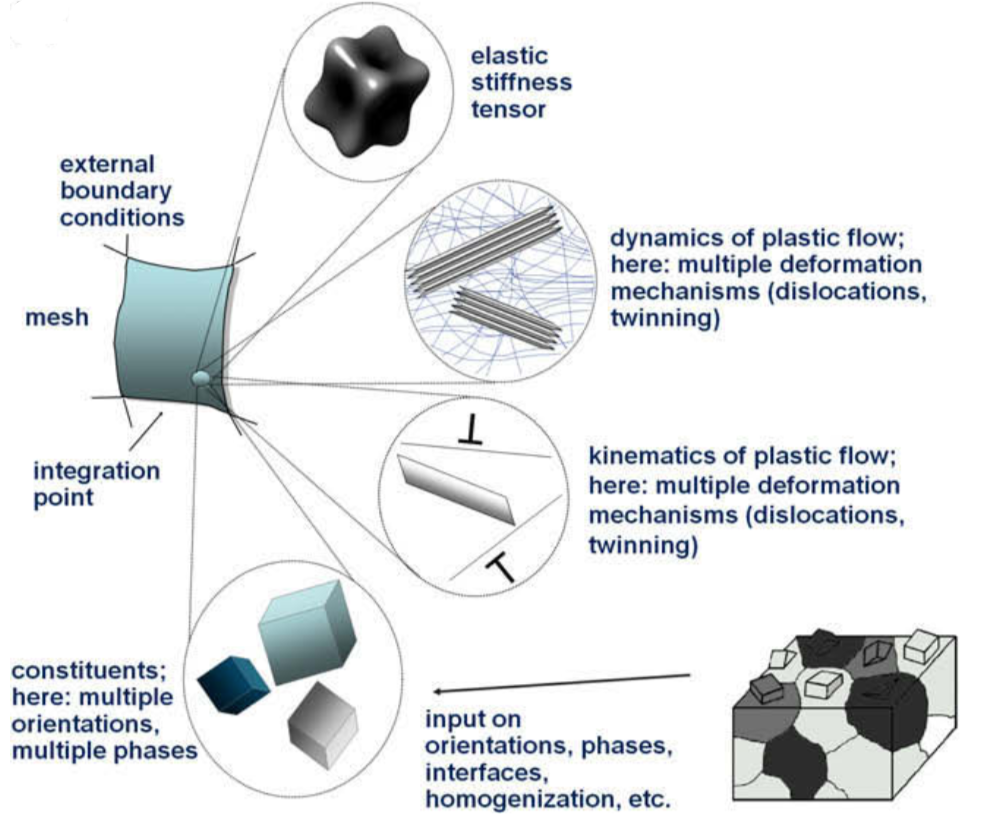 elastic
stiffness
tensor
external
boundary
conditions
dynamics of plastic flow;
here: multiple deformation
mechanisms (dislocations,
twinning)
mesh
integration
point
kinematics of plastic flow;
here: multiple deformation
mechanisms (dislocations,
twinning)
constituents;
here: multiple
orientations,
multiple phases
input on
orientations, phases,
interfaces,
homogenization, etc.